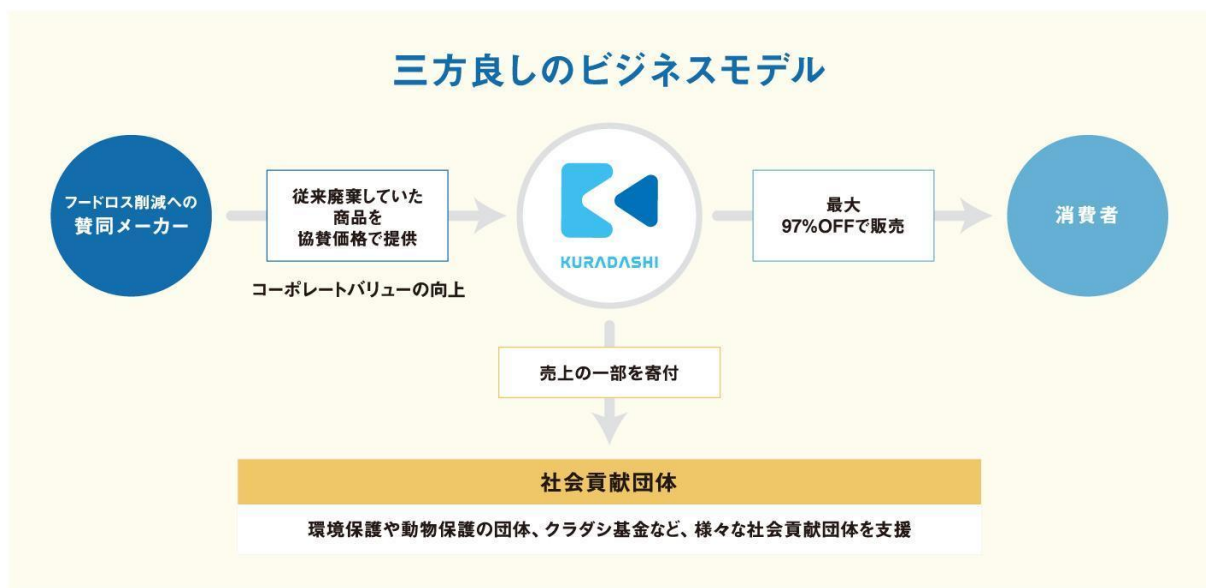 三方良しのビジネスモデル
フードロス削減への
賛同メーカー
従来廃棄していた
商品を
協賛価格で提供
コーポレートバリューの向上
KURADASHI
最大
97%OFFで販売
消費者
売上の一部を寄付
社会貢献団体
環境保護や動物保護の団体、クラダシ基金など、様々な社会貢献団体を支援